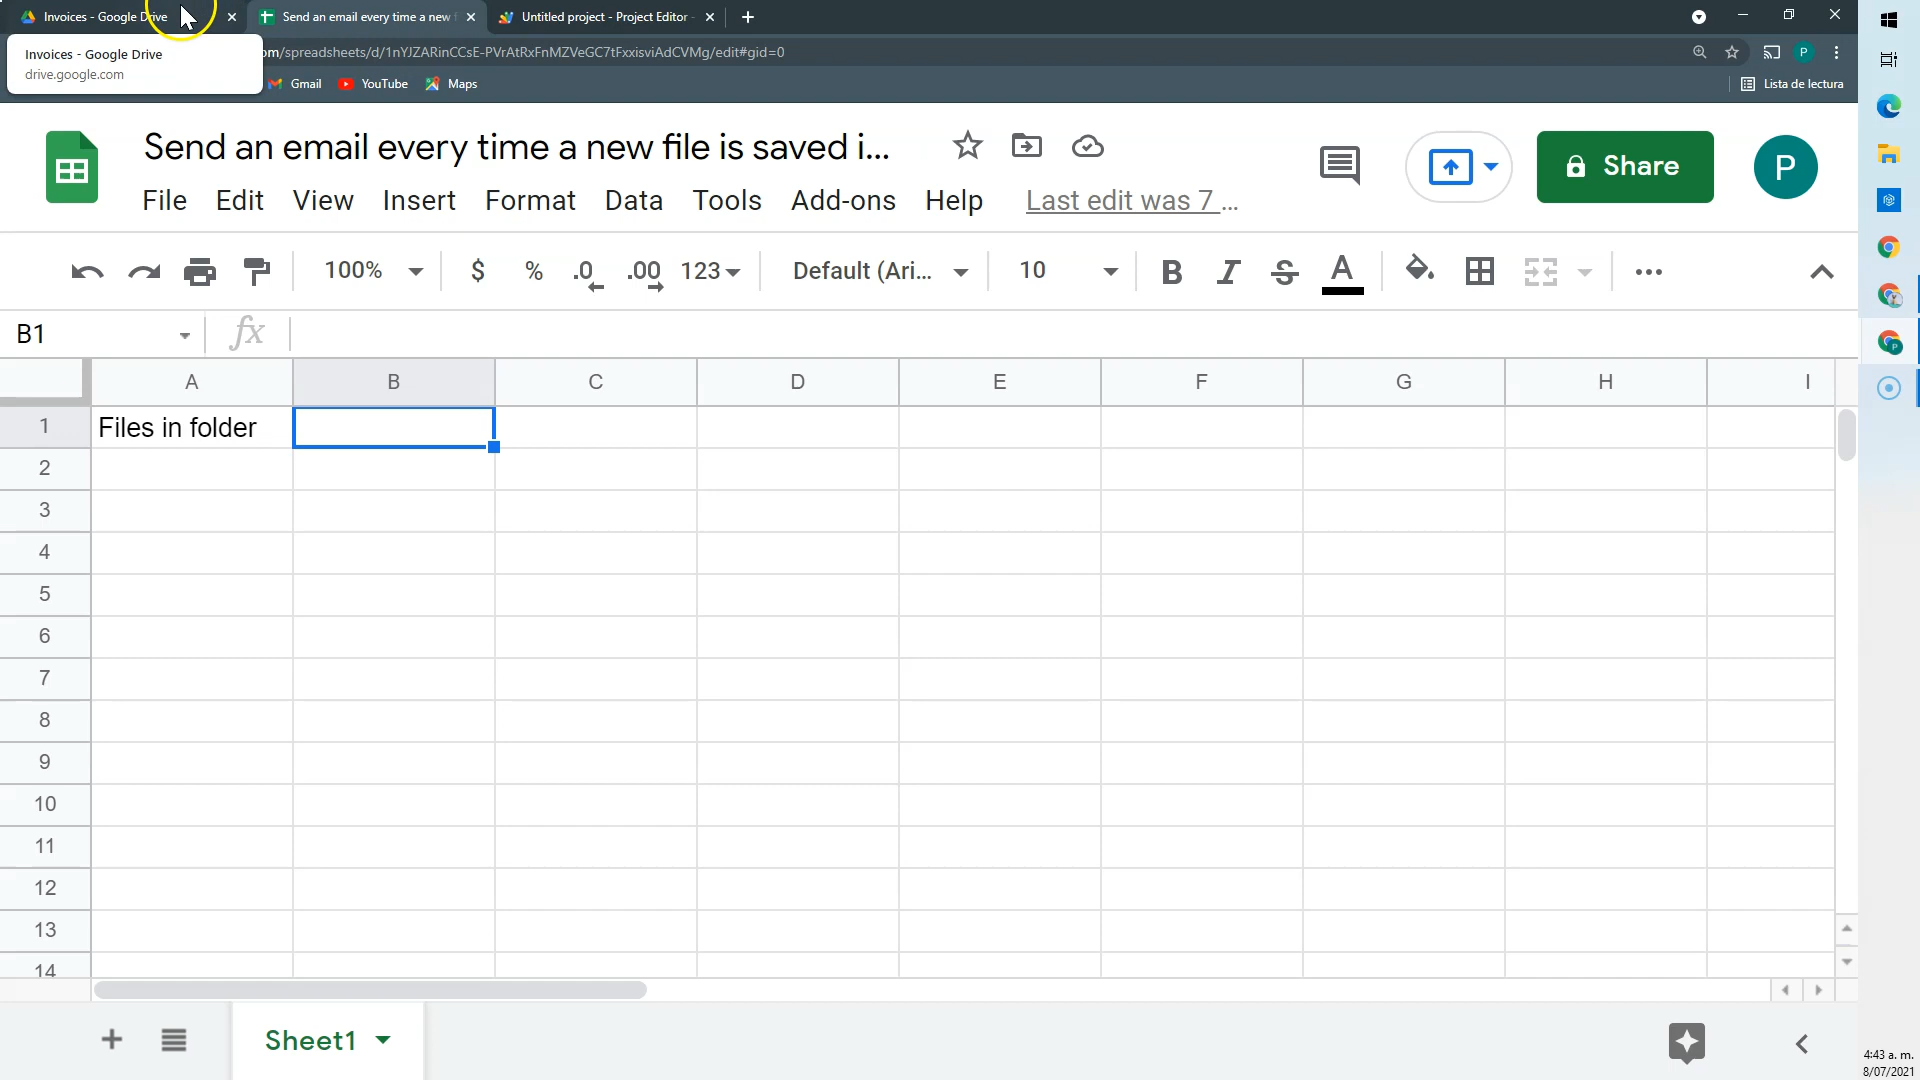 Invoices - Google Drive
Send an email every time a new f
Untitled project - Project Editor -
Invoices - Google Drive
drive.google.com
om/spreadsheets/d/1nYJZARinCCsE-PVrAtRxFnMZVeGC7tFxxisviAdCVMg/edit#gid=0
P
Gmail
YouTube
Maps
Lista de lectura
Send an email every time a new file is saved i...
Share
P
File Edit View Insert Format Data Tools Add-ons Help Last edit was 7 ...
100% $ % .0 .00 123 Default (Ari... 10 B I S A
B1 fx
A B C D E F G H I
1 Files in folder
2
3
4
5
6
7
8
9
10
11
12
13
14
Sheet1
4:43 a. m.
8/07/2021